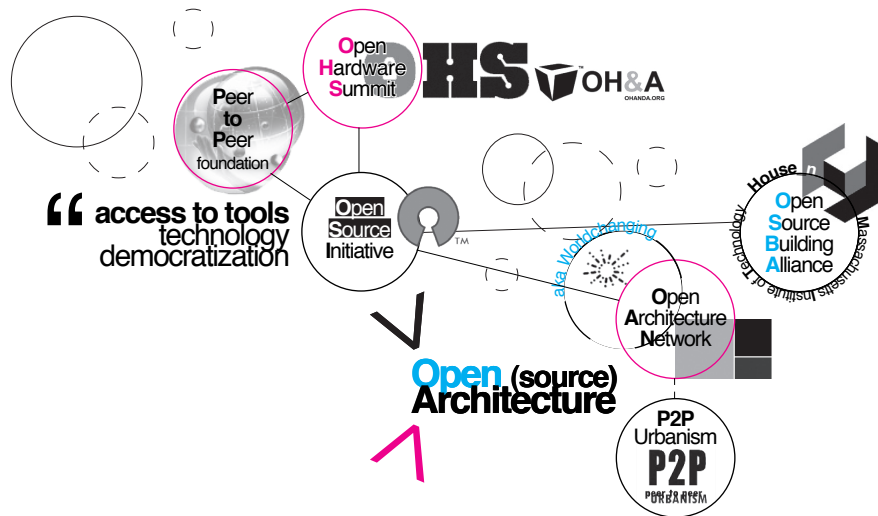 Open
Hardware
Summit
OHS
OH&A
™
OHANDA.ORG
Peer
to
Peer
foundation
“ access to tools
technology
democratization
Open
Source
Initiative
TM
aka Worldchanging
House n
Massachusetts Institute of Technology
Open
Source
Building
Alliance
Open
Architecture
Network
Open (source)
Architecture
P2P
Urbanism
P2P
peer to peer
URBANISM